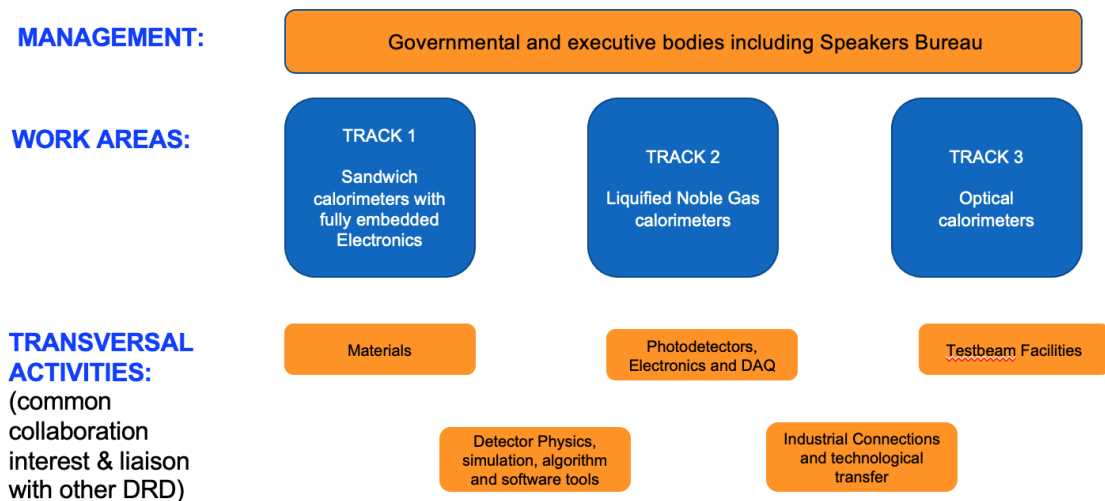 MANAGEMENT:
Governmental and executive bodies including Speakers Bureau
WORK AREAS:
TRACK 1
Sandwich
calorimeters with
fully embedded
Electronics
TRACK 2
Liquified Noble Gas
calorimeters
TRACK 3
Optical
calorimeters
TRANSVERSAL
ACTIVITIES:
(common
collaboration
interest & liaison
with other DRD)
Materials
Photodetectors,
Electronics and DAQ
Testbeam Facilities
Detector Physics,
simulation, algorithm
and software tools
Industrial Connections
and technological
transfer